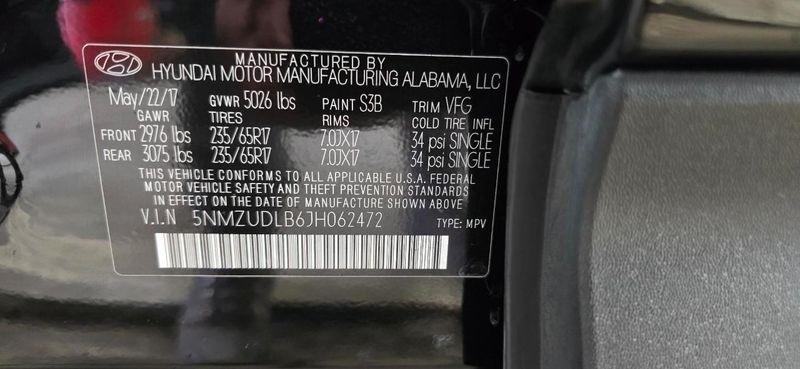 MANUFACTURED BY
HYUNDAI MOTOR MANUFACTURING ALABAMA, LLC
May/22/17 GVWR 5026 lbs PAINT S3B TRIM VFG
GAWR TIRES RIMS COLD TIRE INFL
FRONT 2976 lbs 235/65R17 7.0JX17 34 psi SINGLE
REAR 3075 lbs 235/65R17 7.0JX17 34 psi SINGLE
THIS VEHICLE CONFORMS TO ALL APPLICABLE U.S.A. FEDERAL
MOTOR VEHICLE SAFETY AND THEFT PREVENTION STANDARDS
IN EFFECT ON THE DATE OF MANUFACTURE SHOWN ABOVE
V.I.N 5NMZUDLB6JH062472 TYPE: MPV